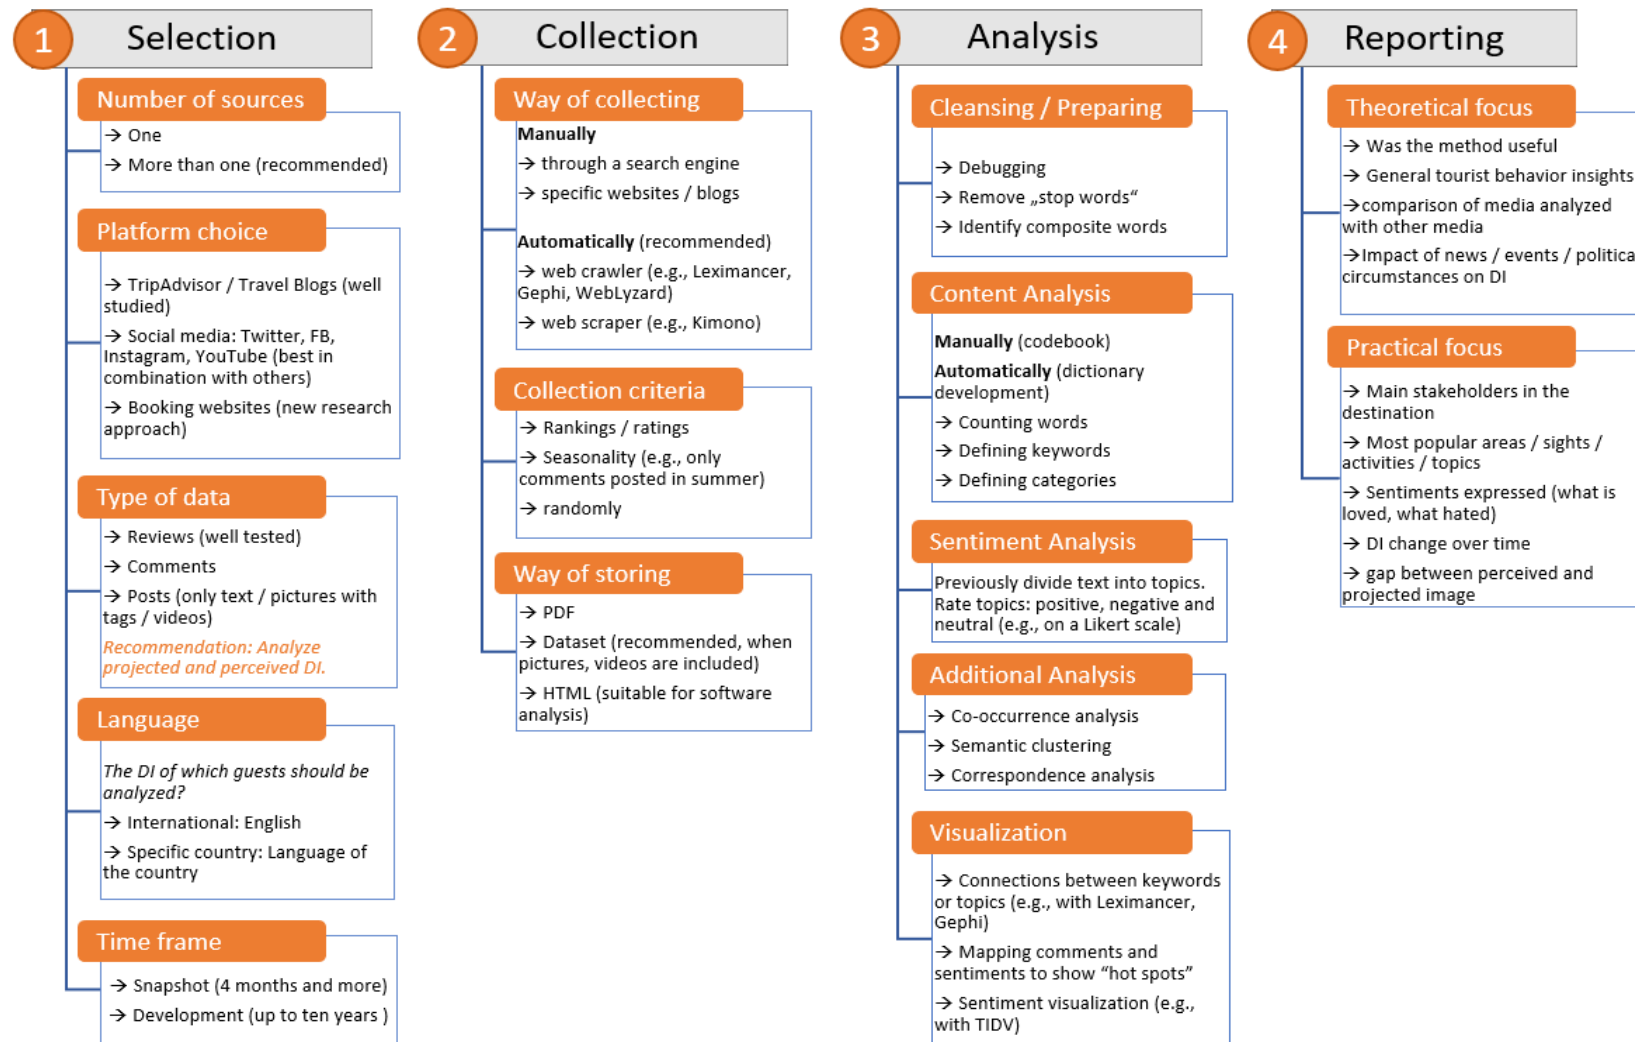 1
Selection
Number of sources
→ One
→ More than one (recommended)
Platform choice
→ TripAdvisor / Travel Blogs (well
studied)
→ Social media: Twitter, FB,
Instagram, YouTube (best in
combination with others)
→ Booking websites (new research
approach)
Type of data
→ Reviews (well tested)
→ Comments
→ Posts (only text / pictures with
tags / videos)
Recommendation: Analyze
projected and perceived DI.
Language
The DI of which guests should be
analyzed?
→ International: English
→ Specific country: Language of
the country
Time frame
→ Snapshot (4 months and more)
→ Development (up to ten years )
2
Collection
Way of collecting
Manually
→ through a search engine
→ specific websites / blogs
Automatically (recommended)
→ web crawler (e.g., Leximancer,
Gephi, WebLyzard)
→ web scraper (e.g., Kimono)
Collection criteria
→ Rankings / ratings
→ Seasonality (e.g., only
comments posted in summer)
→ randomly
Way of storing
→ PDF
→ Dataset (recommended, when
pictures, videos are included)
→ HTML (suitable for software
analysis)
3
Analysis
Cleansing / Preparing
→ Debugging
→ Remove „stop words“
→ Identify composite words
Content Analysis
Manually (codebook)
Automatically (dictionary
development)
→ Counting words
→ Defining keywords
→ Defining categories
Sentiment Analysis
Previously divide text into topics.
Rate topics: positive, negative and
neutral (e.g., on a Likert scale)
Additional Analysis
→ Co-occurrence analysis
→ Semantic clustering
→ Correspondence analysis
Visualization
→ Connections between keywords
or topics (e.g., with Leximancer,
Gephi)
→ Mapping comments and
sentiments to show “hot spots”
→ Sentiment visualization (e.g.,
with TIDV)
4
Reporting
Theoretical focus
→ Was the method useful
→ General tourist behavior insights
→comparison of media analyzed
with other media
→Impact of news / events / politica
circumstances on DI
Practical focus
→ Main stakeholders in the
destination
→ Most popular areas / sights /
activities / topics
→ Sentiments expressed (what is
loved, what hated)
→ DI change over time
→ gap between perceived and
projected image